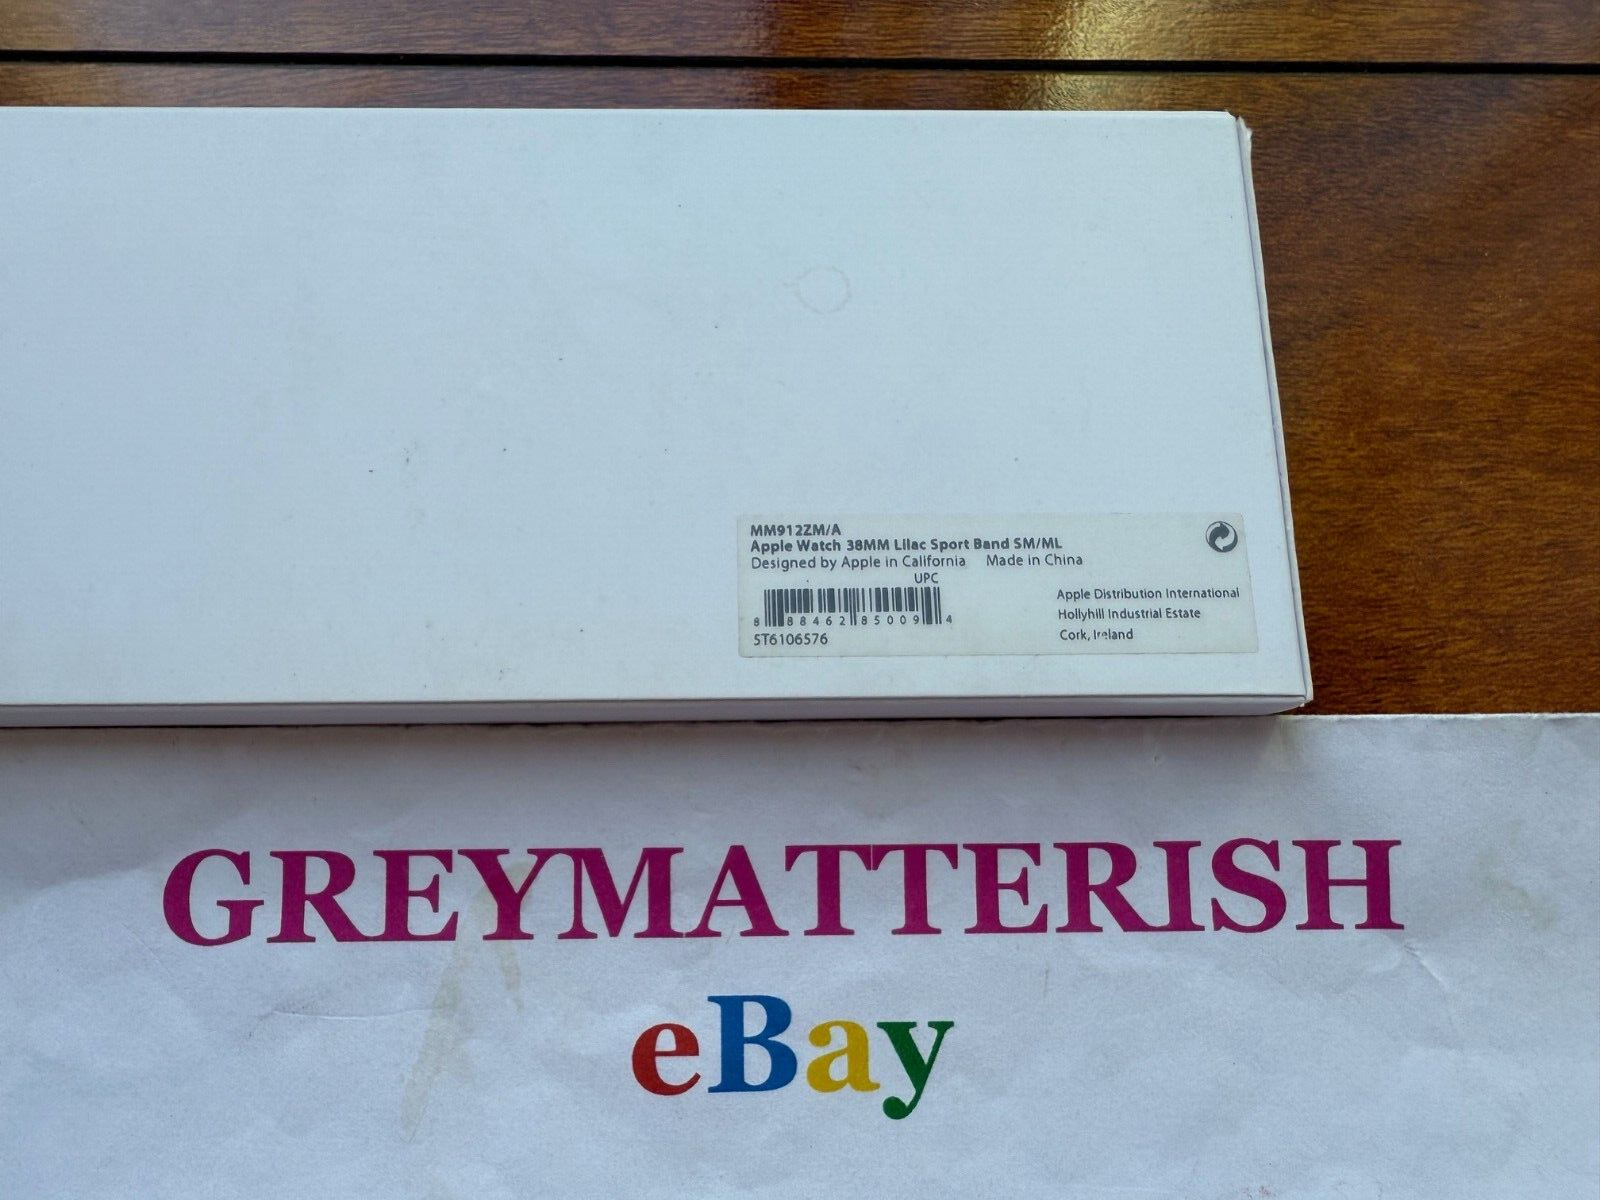 MM912ZM/A
Apple Watch 38MM Lilac Sport Band SM/ML
Designed by Apple in California Made in China
UPC
8 88462 85009 4
5T6106576
Apple Distribution International
Hollyhill Industrial Estate
Cork, Ireland
GREYMATTERISH
eBay